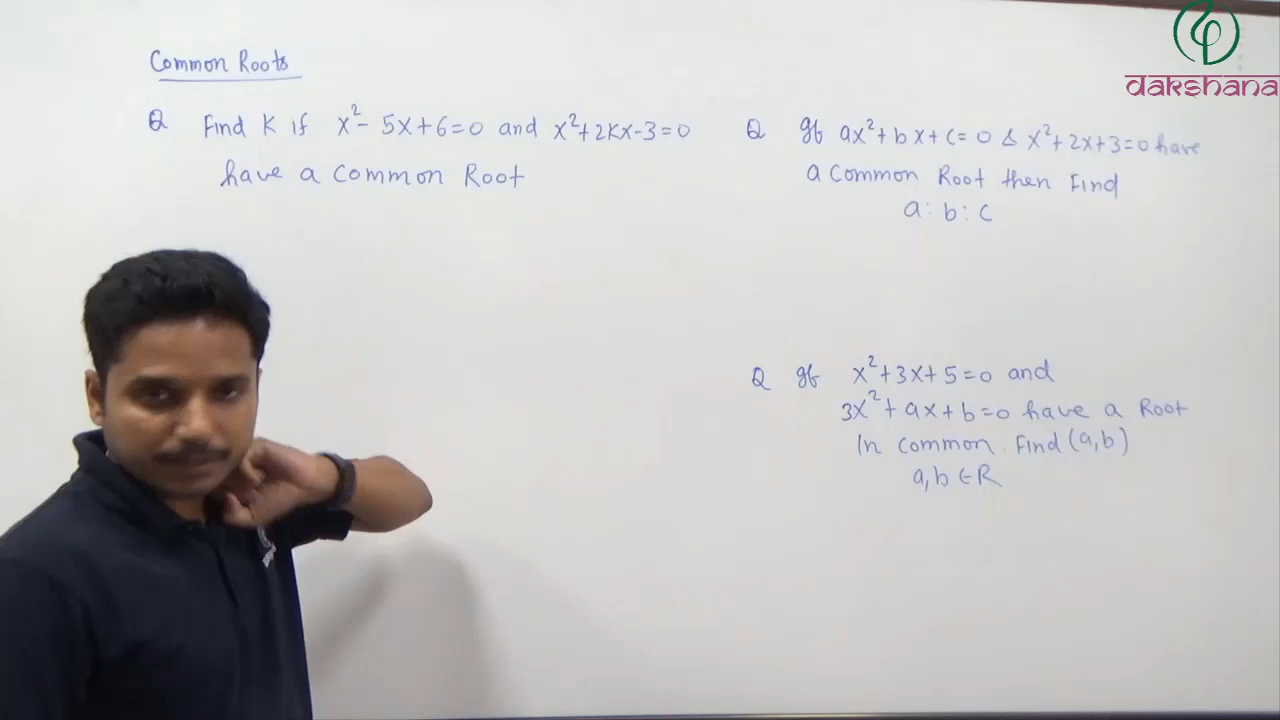 dakshana
Common Roots
Q Find K if x² - 5x + 6 = 0 and x² + 2Kx - 3 = 0
have a Common Root
Q If ax² + bx + c = 0 & x² + 2x + 3 = 0 have
a Common Root then Find
a : b : c
Q If x² + 3x + 5 = 0 and
3x² + ax + b = 0 have a Root
In common. Find (a,b)
a,b ∈ R